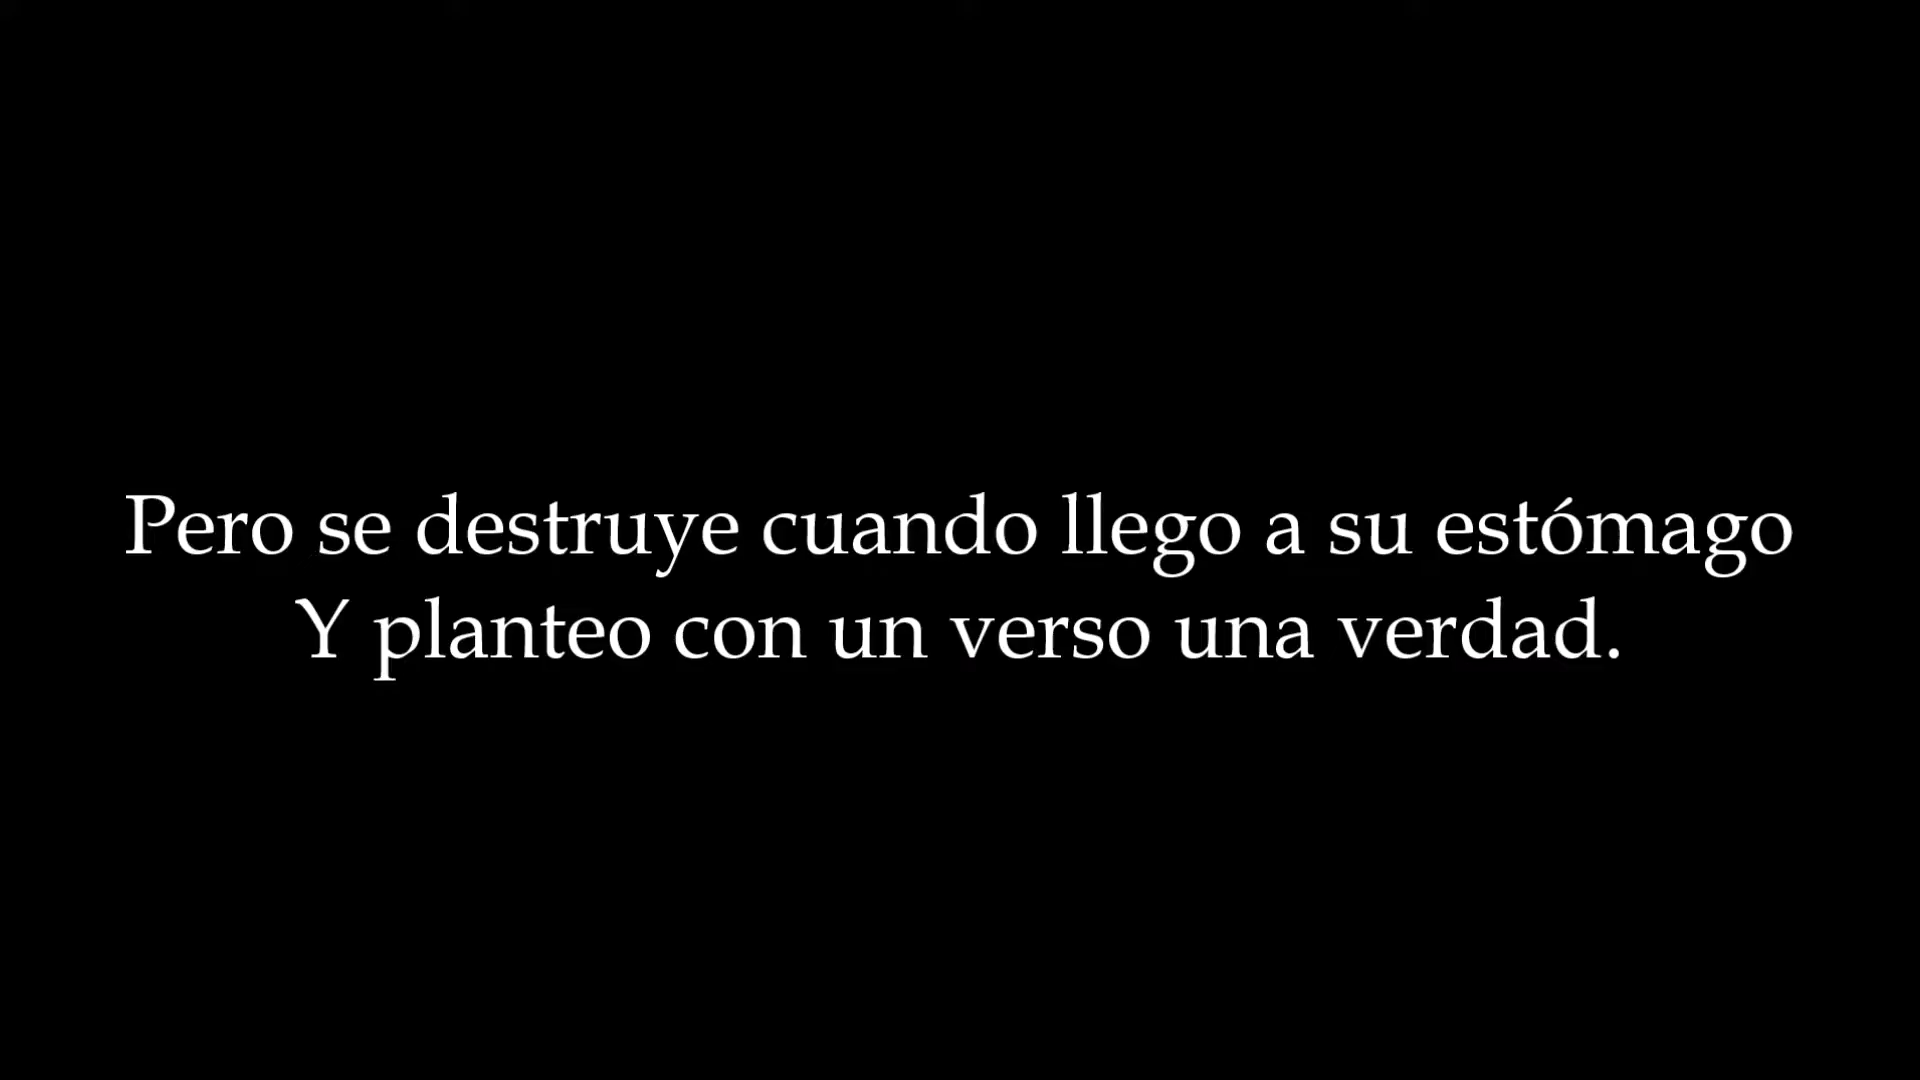 Pero se destruye cuando llego a su estómago
Y planteo con un verso una verdad.